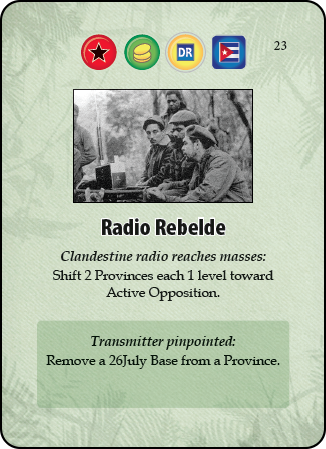 DR
23
Radio Rebelde
Clandestine radio reaches masses:
Shift 2 Provinces each 1 level toward
Active Opposition.
Transmitter pinpointed:
Remove a 26July Base from a Province.